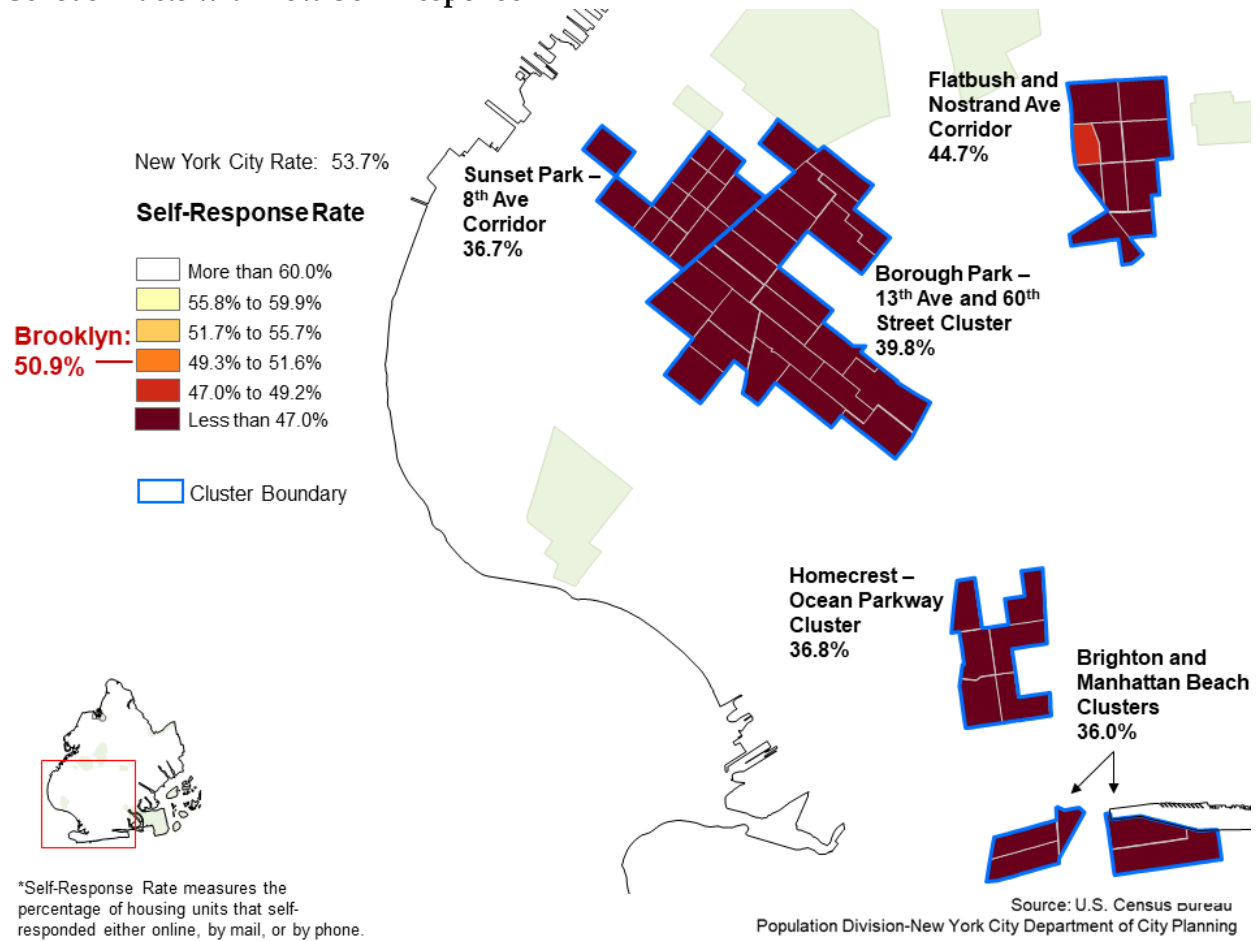 New York City Rate: 53.7%
Self-Response Rate
More than 60.0%
55.8% to 59.9%
51.7% to 55.7%
49.3% to 51.6%
47.0% to 49.2%
Less than 47.0%
Brooklyn:
50.9%
Cluster Boundary
Sunset Park –
8th Ave
Corridor
36.7%
Flatbush and
Nostrand Ave
Corridor
44.7%
Borough Park –
13th Ave and 60th
Street Cluster
39.8%
Homecrest –
Ocean Parkway
Cluster
36.8%
Brighton and
Manhattan Beach
Clusters
36.0%
*Self-Response Rate measures the
percentage of housing units that self-
responded either online, by mail, or by phone.
Source: U.S. Census Bureau
Population Division-New York City Department of City Planning